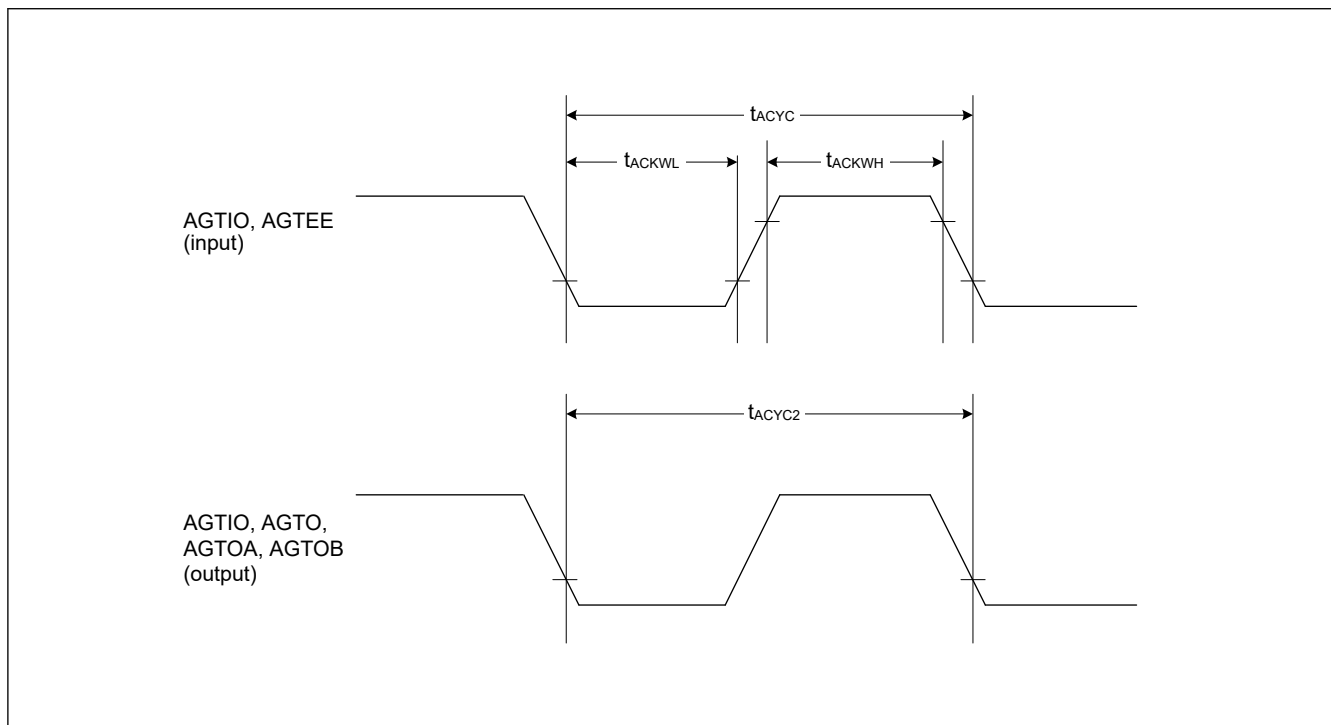 tACYC
tACKWL
tACKWH
AGTIO, AGTEE
(input)
tACYC2
AGTIO, AGTO,
AGTOA, AGTOB
(output)